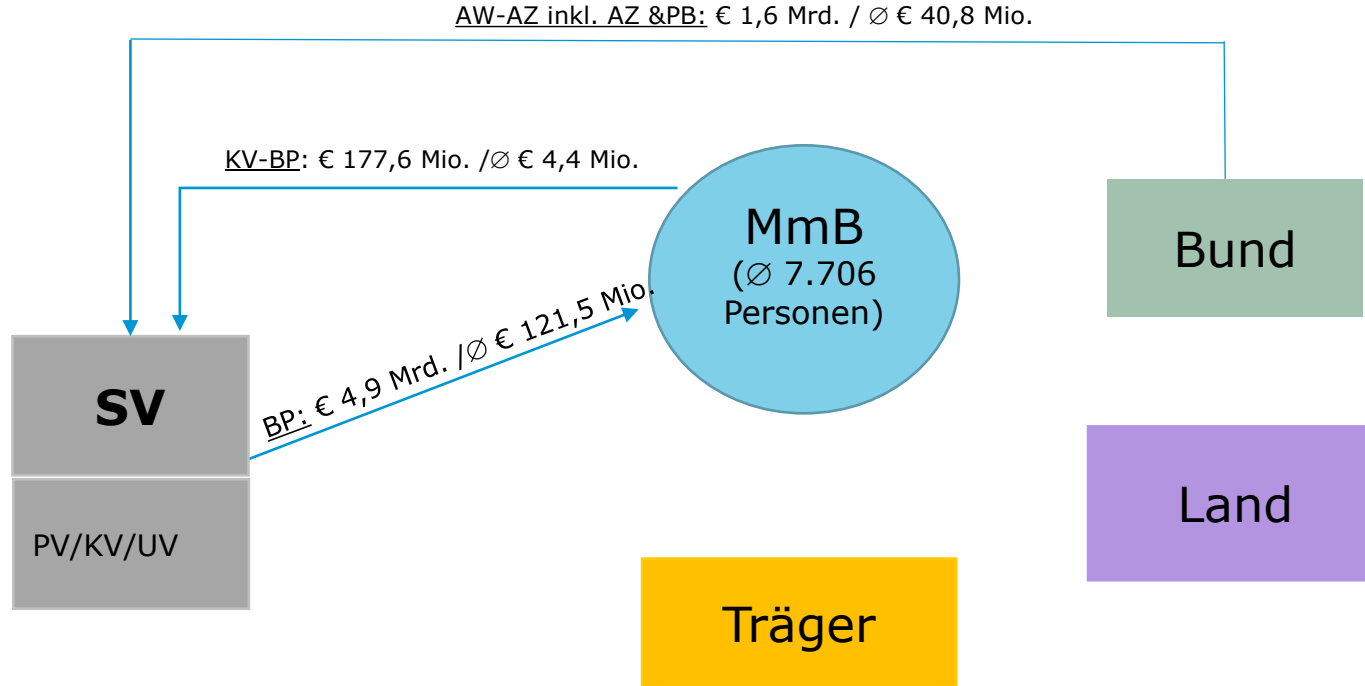 AW-AZ inkl. AZ &PB: € 1,6 Mrd. / ∅ € 40,8 Mio.
KV-BP: € 177,6 Mio. /∅ € 4,4 Mio.
MmB
(∅ 7.706
Personen)
Bund
BP: € 4,9 Mrd. /∅ € 121,5 Mio.
SV
Land
PV/KV/UV
Träger